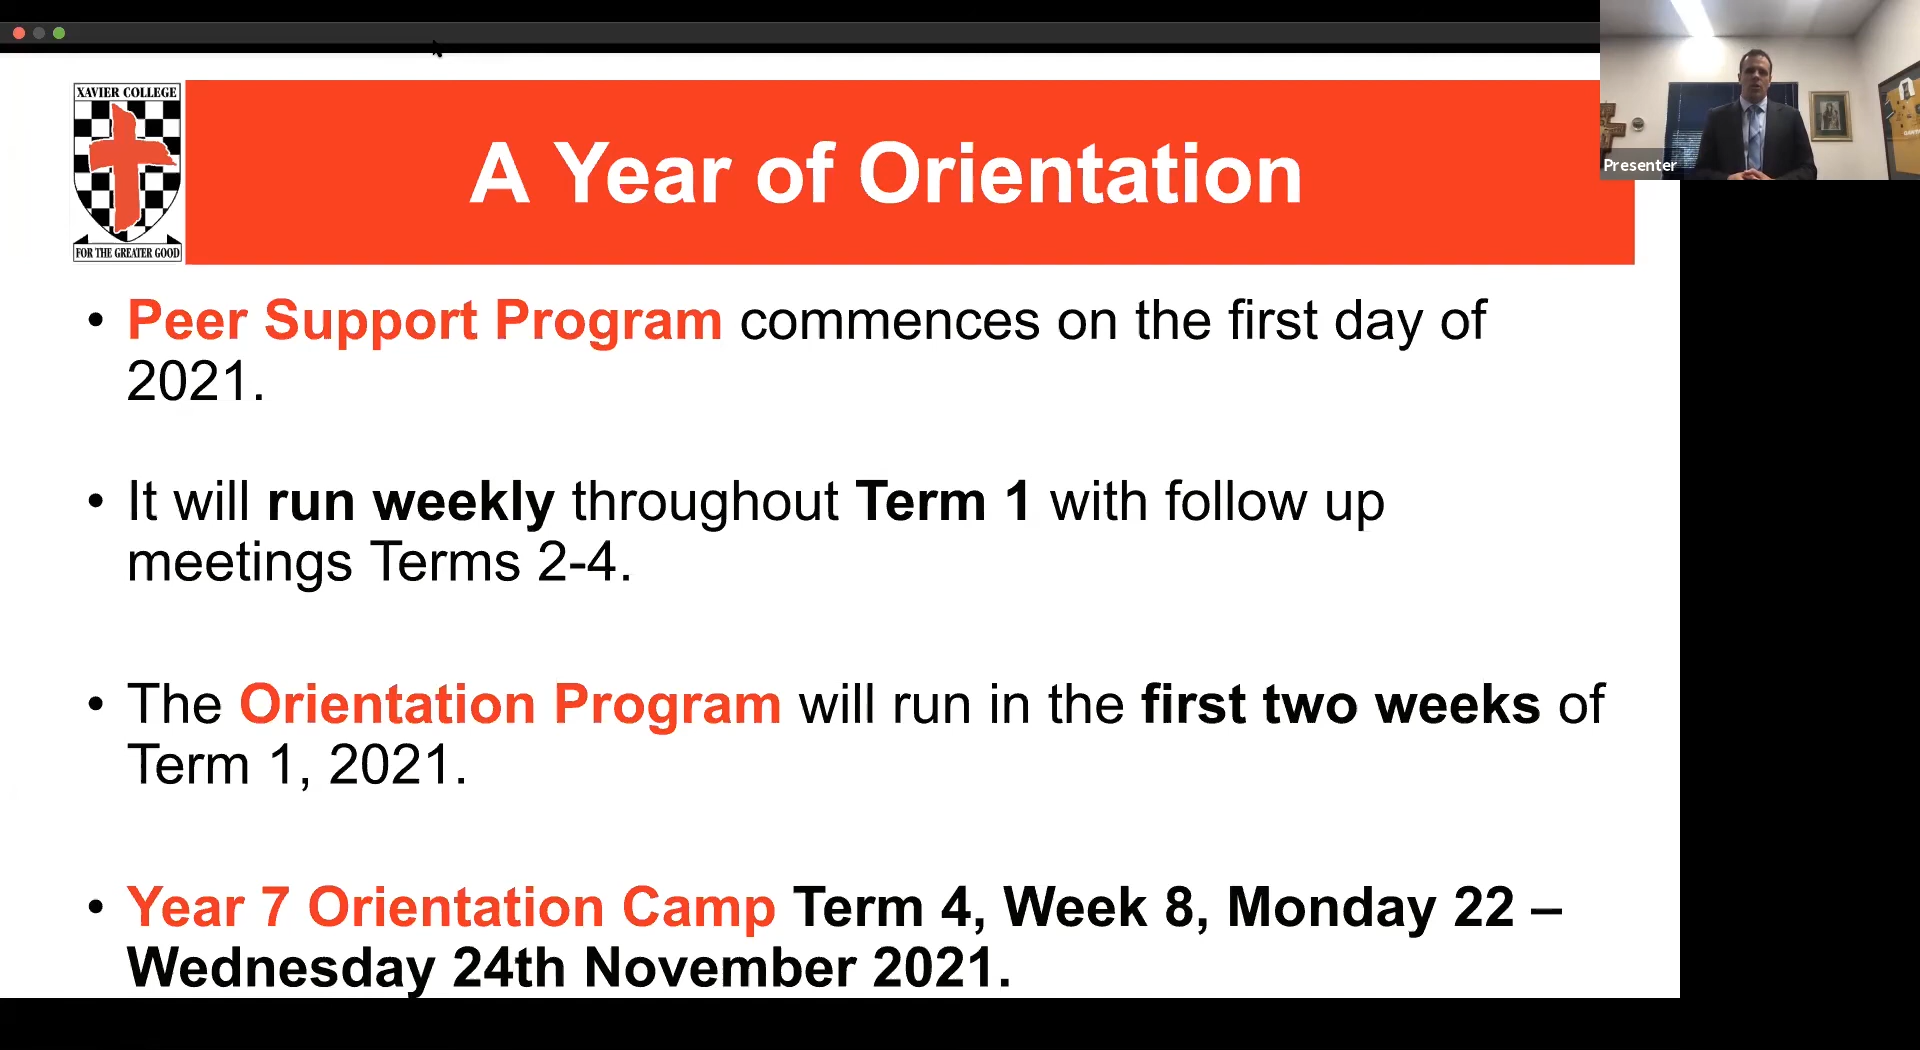 XAVIER COLLEGE
FOR THE GREATER GOOD
A Year of Orientation
Presenter
• Peer Support Program commences on the first day of
2021.
• It will run weekly throughout Term 1 with follow up
meetings Terms 2-4.
• The Orientation Program will run in the first two weeks of
Term 1, 2021.
• Year 7 Orientation Camp Term 4, Week 8, Monday 22 –
Wednesday 24th November 2021.